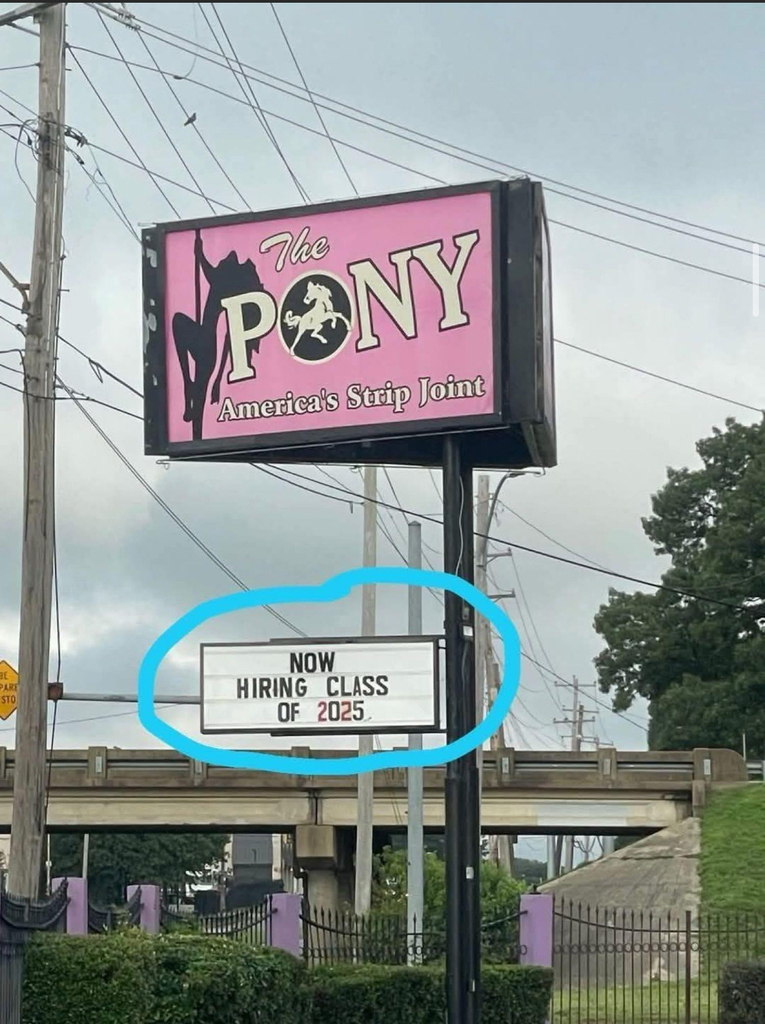 The
PONY
America's Strip Joint
NOW
HIRING CLASS
OF 2025